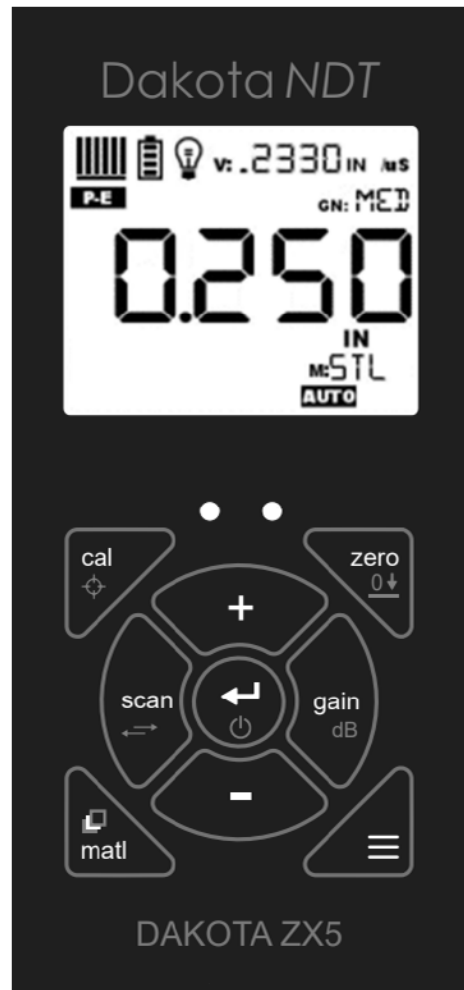 Dakota NDT
V: .2330 IN /uS
P-E GN: MED
0.250
IN
M:STL
AUTO
cal zero
0
+
scan gain
dB
-
matl
DAKOTA ZX5